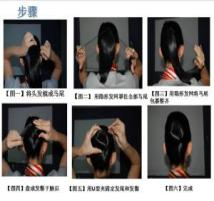 步骤
【图一】将头发梳成马尾
【图二】用隐形发网罩住全部马尾
【图三】用隐形发网将马尾
包裹整齐
【图四】盘成发髻于脑后
【图五】用U型夹固定发尾和发髻
【图六】完成